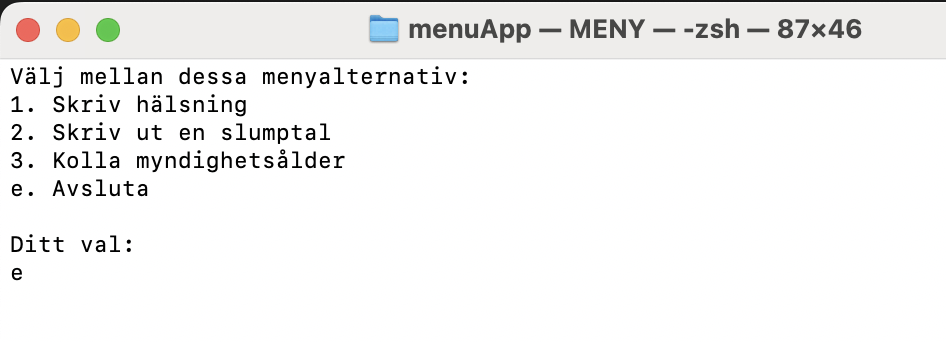 menuApp — MENY — -zsh — 87×46
Välj mellan dessa menyalternativ:
1. Skriv hälsning
2. Skriv ut en slumptal
3. Kolla myndighetsålder
e. Avsluta
Ditt val:
e